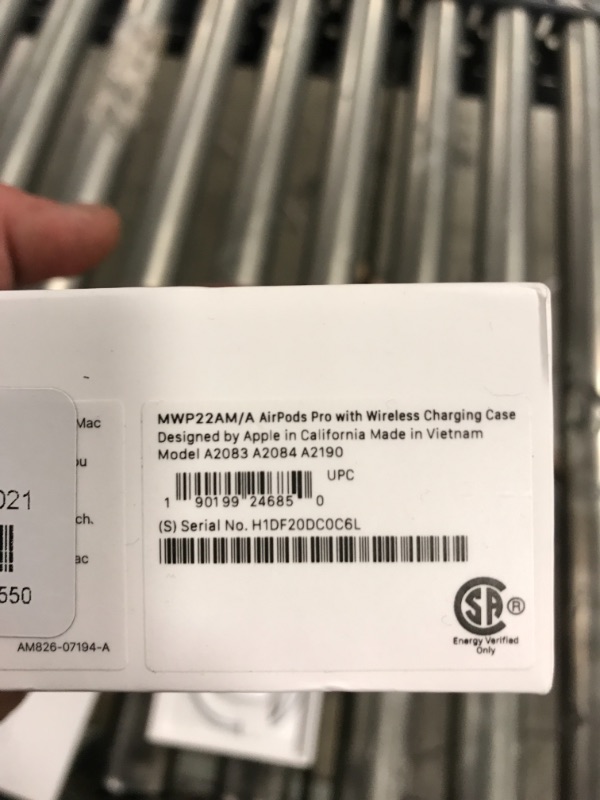 Mac
ou
ch.
ac
021
550
AM826-07194-A
MWP22AM/A AirPods Pro with Wireless Charging Case
Designed by Apple in California Made in Vietnam
Model A2083 A2084 A2190
UPC
1 90199 24685 0
(S) Serial No. H1DF20DC0C6L
SA ®
Energy Verified
Only